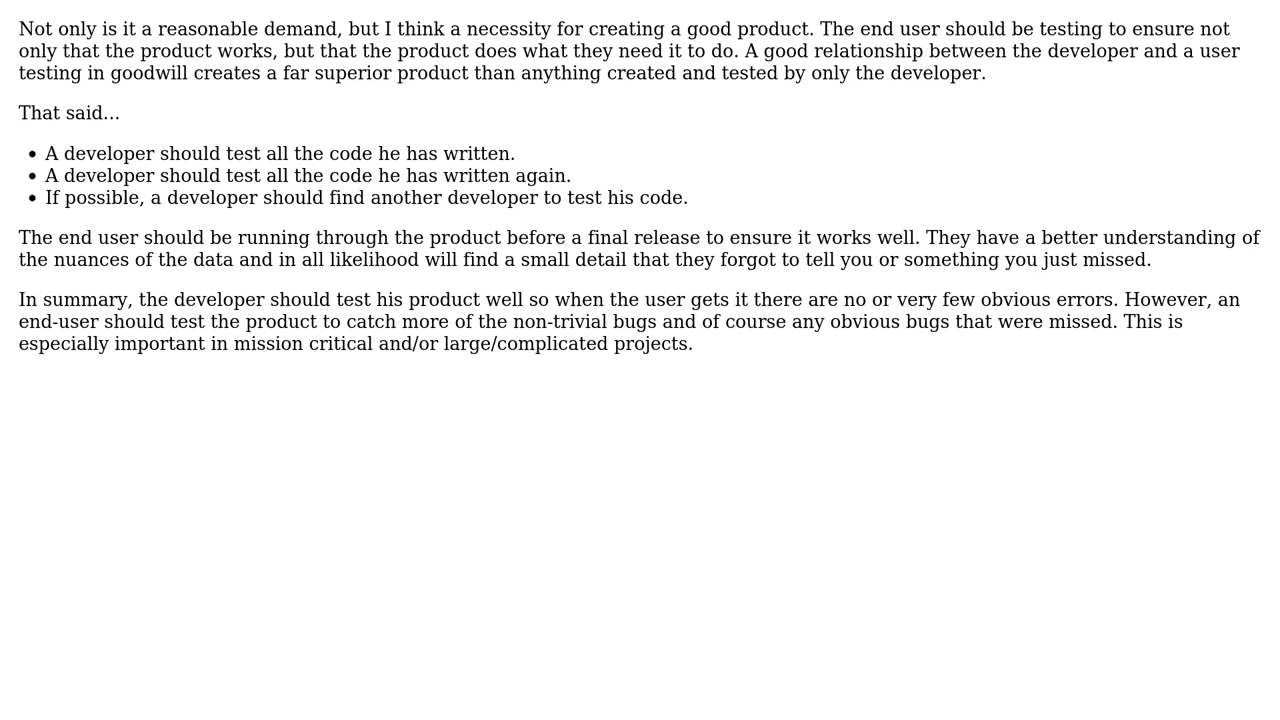 Not only is it a reasonable demand, but I think a necessity for creating a good product. The end user should be testing to ensure not
only that the product works, but that the product does what they need it to do. A good relationship between the developer and a user
testing in goodwill creates a far superior product than anything created and tested by only the developer.
That said...
• A developer should test all the code he has written.
• A developer should test all the code he has written again.
• If possible, a developer should find another developer to test his code.
The end user should be running through the product before a final release to ensure it works well. They have a better understanding of
the nuances of the data and in all likelihood will find a small detail that they forgot to tell you or something you just missed.
In summary, the developer should test his product well so when the user gets it there are no or very few obvious errors. However, an
end-user should test the product to catch more of the non-trivial bugs and of course any obvious bugs that were missed. This is
especially important in mission critical and/or large/complicated projects.